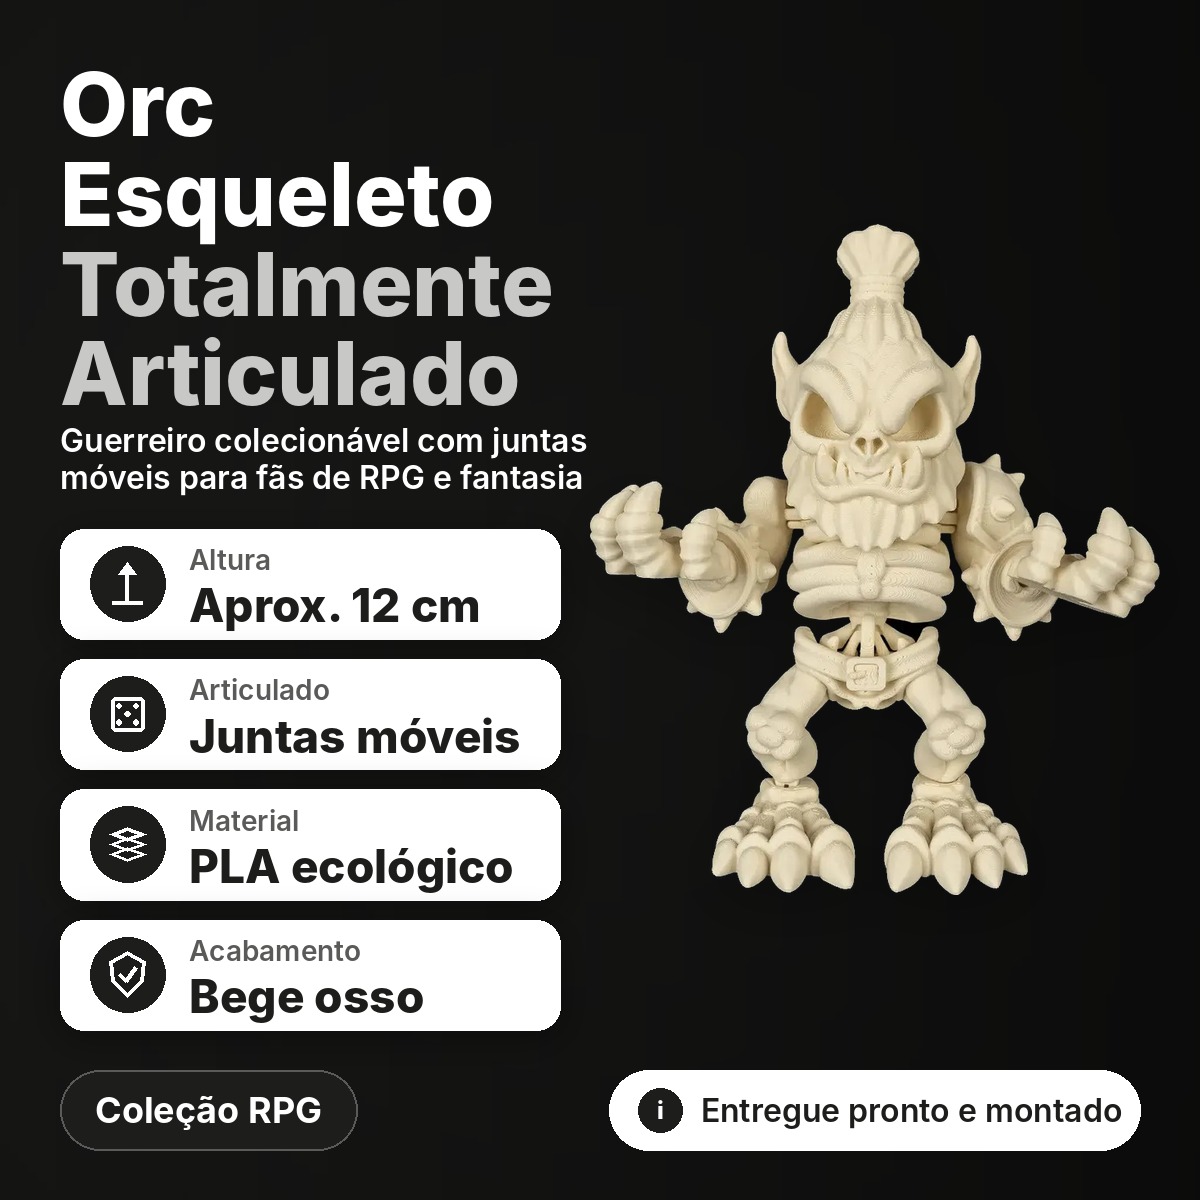 Orc
Esqueleto
Totalmente
Articulado
Guerreiro colecionável com juntas
móveis para fãs de RPG e fantasia
Altura
Aprox. 12 cm
Articulado
Juntas móveis
Material
PLA ecológico
Acabamento
Bege osso
Coleção RPG
i Entregue pronto e montado